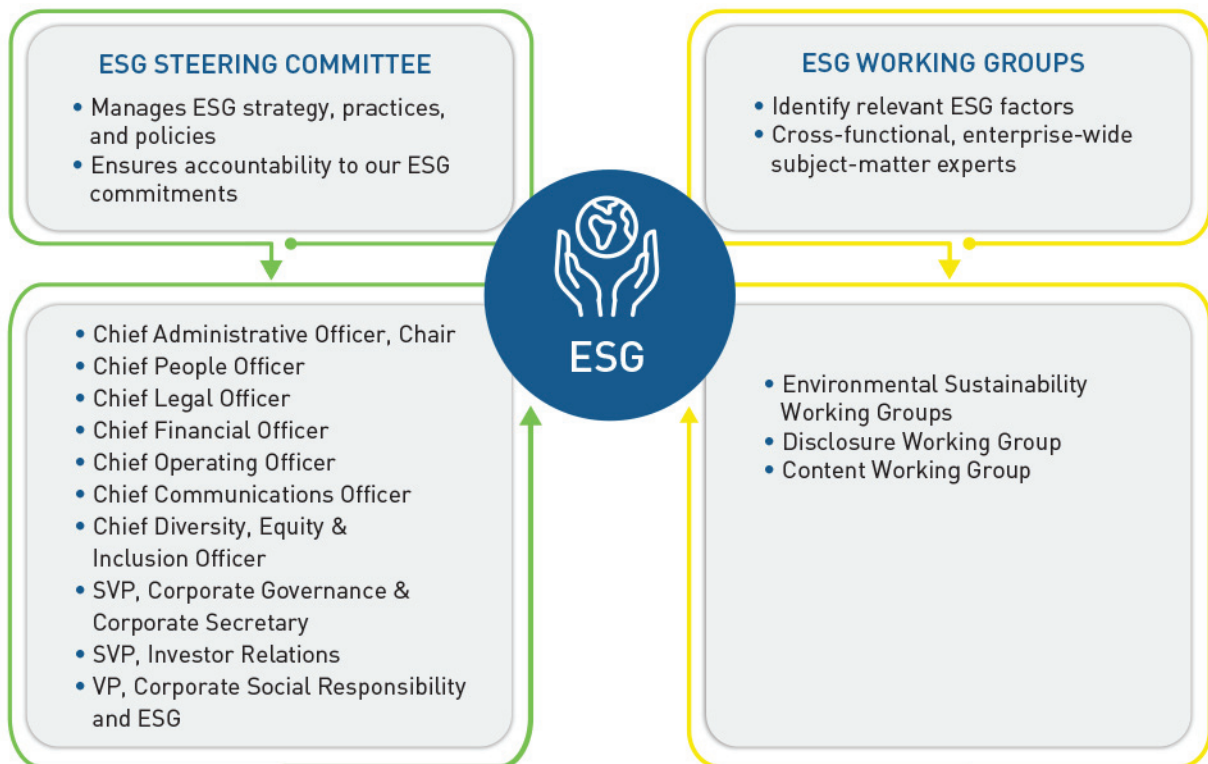 ESG STEERING COMMITTEE
• Manages ESG strategy, practices,
and policies
• Ensures accountability to our ESG
commitments
ESG WORKING GROUPS
• Identify relevant ESG factors
• Cross-functional, enterprise-wide
subject-matter experts
ESG
• Chief Administrative Officer, Chair
• Chief People Officer
• Chief Legal Officer
• Chief Financial Officer
• Chief Operating Officer
• Chief Communications Officer
• Chief Diversity, Equity &
Inclusion Officer
• SVP, Corporate Governance &
Corporate Secretary
• SVP, Investor Relations
• VP, Corporate Social Responsibility
and ESG
• Environmental Sustainability
Working Groups
• Disclosure Working Group
• Content Working Group